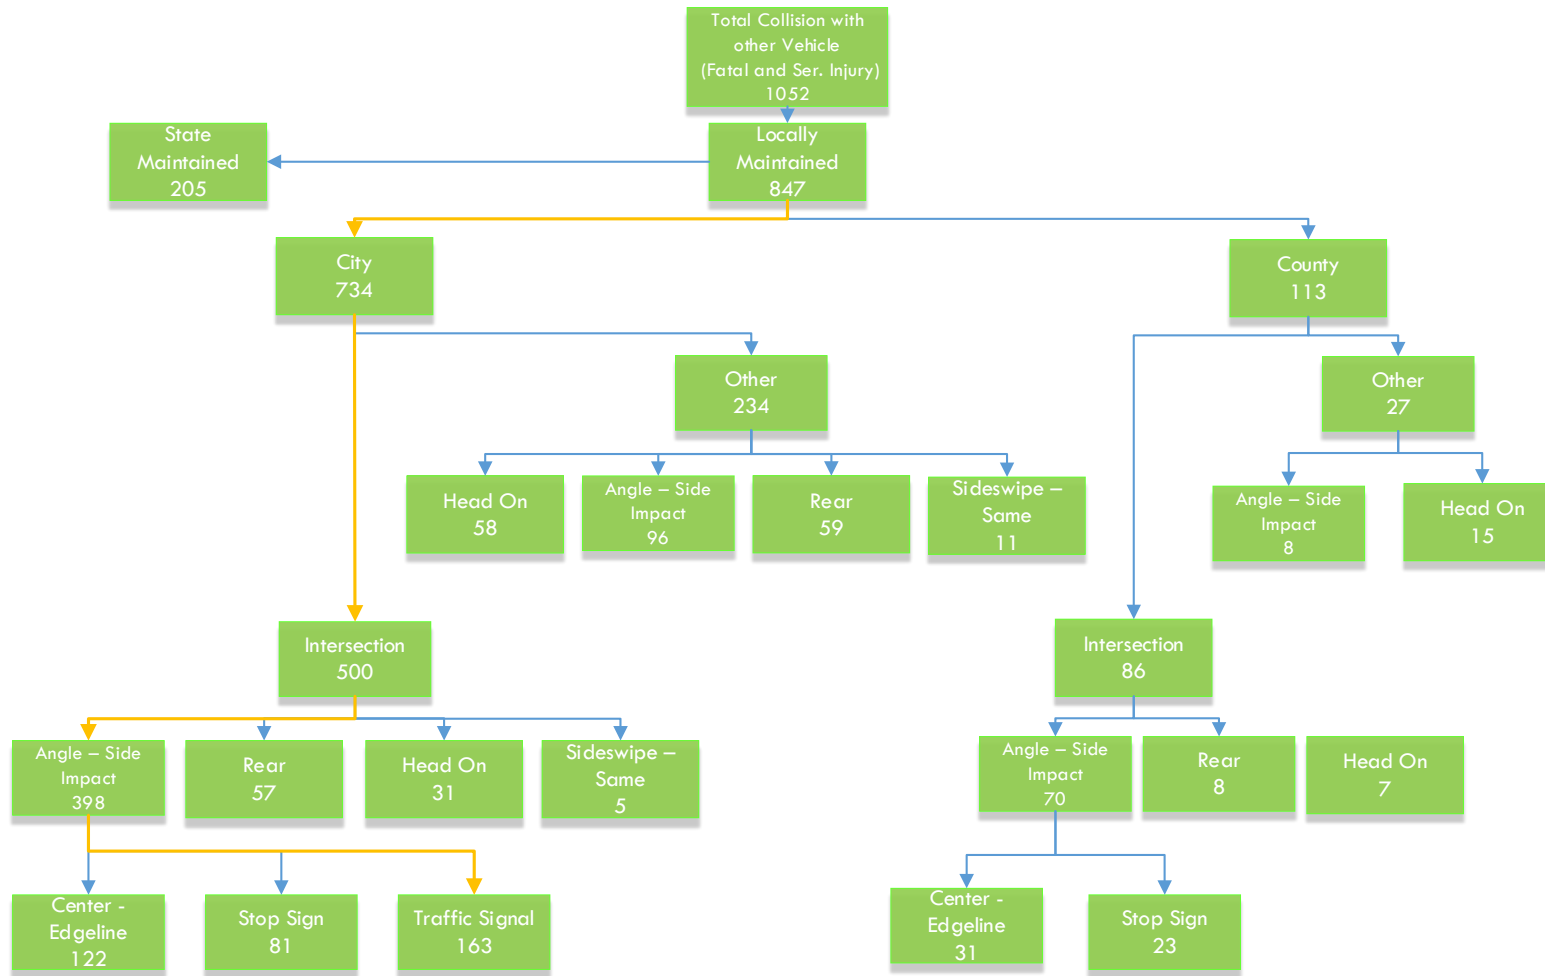 Total Collision with
other Vehicle
(Fatal and Ser. Injury)
1052
State
Maintained
205
Locally
Maintained
847
City
734
County
113
Other
234
Other
27
Head On
58
Angle – Side
Impact
96
Rear
59
Sideswipe –
Same
11
Angle – Side
Impact
8
Head On
15
Intersection
500
Intersection
86
Angle – Side
Impact
398
Rear
57
Head On
31
Sideswipe –
Same
5
Angle – Side
Impact
70
Rear
8
Head On
7
Center -
Edgeline
122
Stop Sign
81
Traffic Signal
163
Center -
Edgeline
31
Stop Sign
23